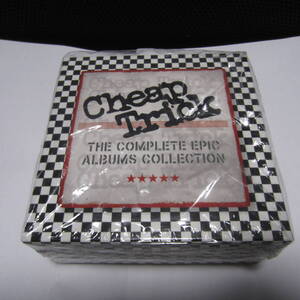 Cheap
Trick
THE COMPLETE EPIC
ALBUMS COLLECTION
★★★★★